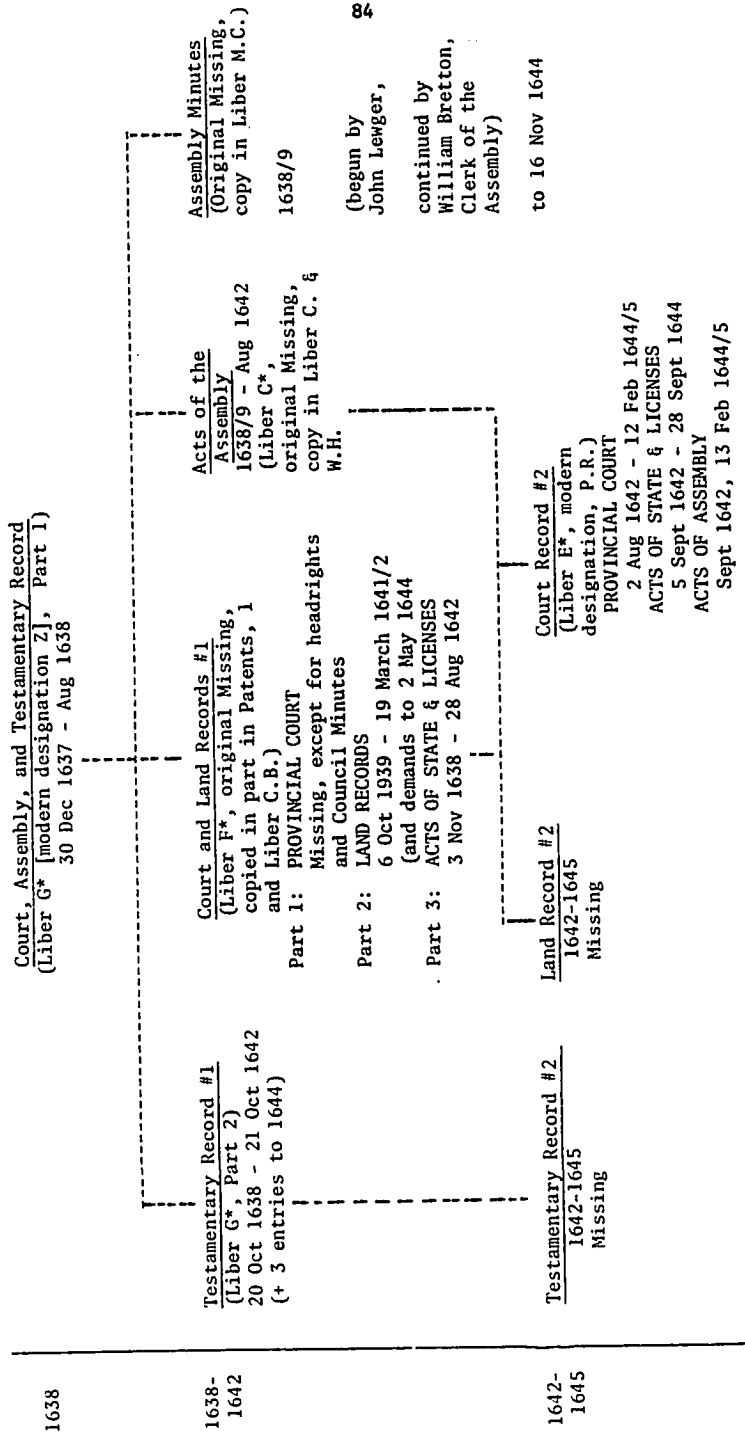 84
1638
Court, Assembly, and Testamentary Record
(Liber G* [modern designation Z], Part 1)
30 Dec 1637 - Aug 1638
1638-
1642
Testamentary Record #1
(Liber G*, Part 2)
20 Oct 1638 - 21 Oct 1642
(+ 3 entries to 1644)
Court and Land Records #1
(Liber F*, original Missing,
copied in part in Patents, 1
and Liber C.B.)
Part 1: PROVINCIAL COURT
Missing, except for headrights
and Council Minutes
Part 2: LAND RECORDS
6 Oct 1939 - 19 March 1641/2
(and demands to 2 May 1644
Part 3: ACTS OF STATE & LICENSES
3 Nov 1638 - 28 Aug 1642
Acts of the
Assembly
1638/9 - Aug 1642
(Liber C*,
original Missing,
copy in Liber C. &
W.H.
Assembly Minutes
(Original Missing,
copy in Liber M.C.)
1638/9
(begun by
John Lewger,
continued by
William Bretton,
Clerk of the
Assembly)
to 16 Nov 1644
1642-
1645
Testamentary Record #2
1642-1645
Missing
Land Record #2
1642-1645
Missing
Court Record #2
(Liber E*, modern
designation, P.R.)
PROVINCIAL COURT
2 Aug 1642 - 12 Feb 1644/5
ACTS OF STATE & LICENSES
5 Sept 1642 - 28 Sept 1644
ACTS OF ASSEMBLY
Sept 1642, 13 Feb 1644/5